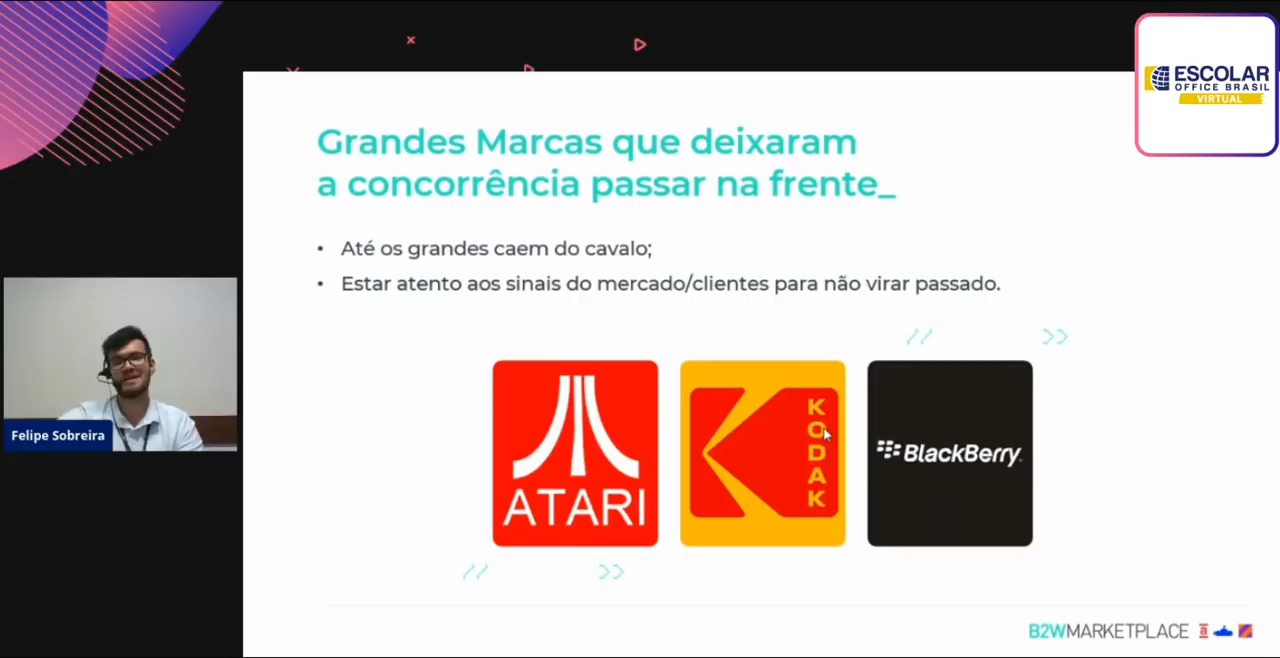 ESCOLAR
OFFICE BRASIL
VIRTUAL
Grandes Marcas que deixaram
a concorrência passar na frente_
• Até os grandes caem do cavalo;
• Estar atento aos sinais do mercado/clientes para não virar passado.
Felipe Sobreira
ATARI
KODAK
BlackBerry
B2WMARKETPLACE